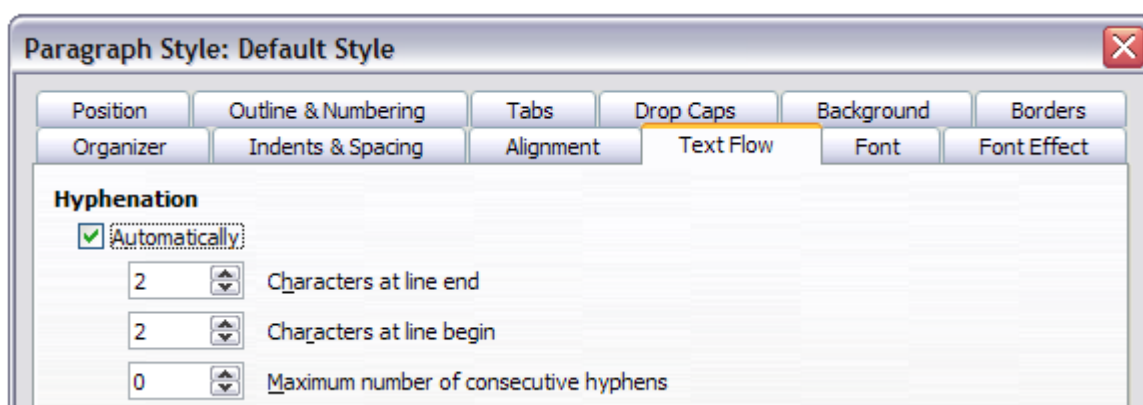 Paragraph Style: Default Style
Position Outline & Numbering Tabs Drop Caps Background Borders
Organizer Indents & Spacing Alignment Text Flow Font Font Effect
Hyphenation
Automatically
2 Characters at line end
2 Characters at line begin
0 Maximum number of consecutive hyphens